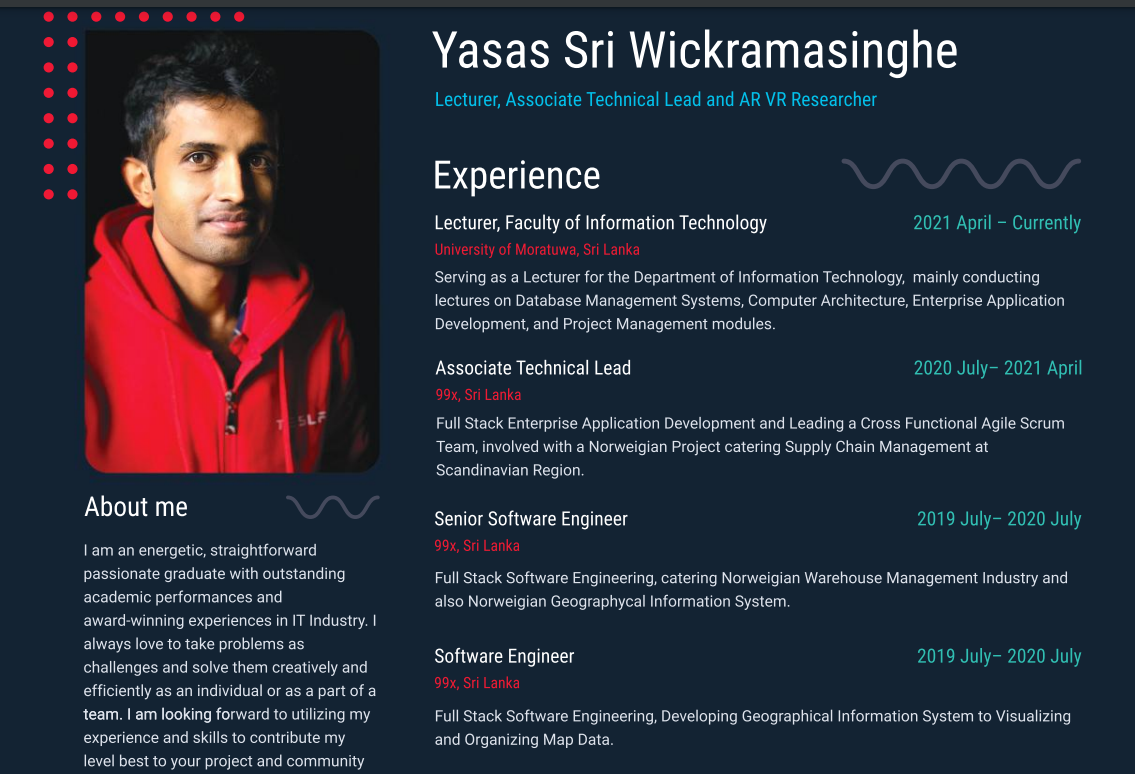 Yasas Sri Wickramasinghe
Lecturer, Associate Technical Lead and AR VR Researcher
Experience
Lecturer, Faculty of Information Technology
2021 April – Currently
University of Moratuwa, Sri Lanka
Serving as a Lecturer for the Department of Information Technology,  mainly conducting
lectures on Database Management Systems, Computer Architecture, Enterprise Application
Development, and Project Management modules.
Associate Technical Lead
2020 July– 2021 April
99x, Sri Lanka
Full Stack Enterprise Application Development and Leading a Cross Functional Agile Scrum
Team, involved with a Norweigian Project catering Supply Chain Management at
Scandinavian Region.
Senior Software Engineer
2019 July– 2020 July
99x, Sri Lanka
Full Stack Software Engineering, catering Norweigian Warehouse Management Industry and
also Norweigian Geographycal Information System.
Software Engineer
2019 July– 2020 July
99x, Sri Lanka
Full Stack Software Engineering, Developing Geographical Information System to Visualizing
and Organizing Map Data.
About me
I am an energetic, straightforward
passionate graduate with outstanding
academic performances and
award-winning experiences in IT Industry. I
always love to take problems as
challenges and solve them creatively and
efficiently as an individual or as a part of a
team. I am looking forward to utilizing my
experience and skills to contribute my
level best to your project and community